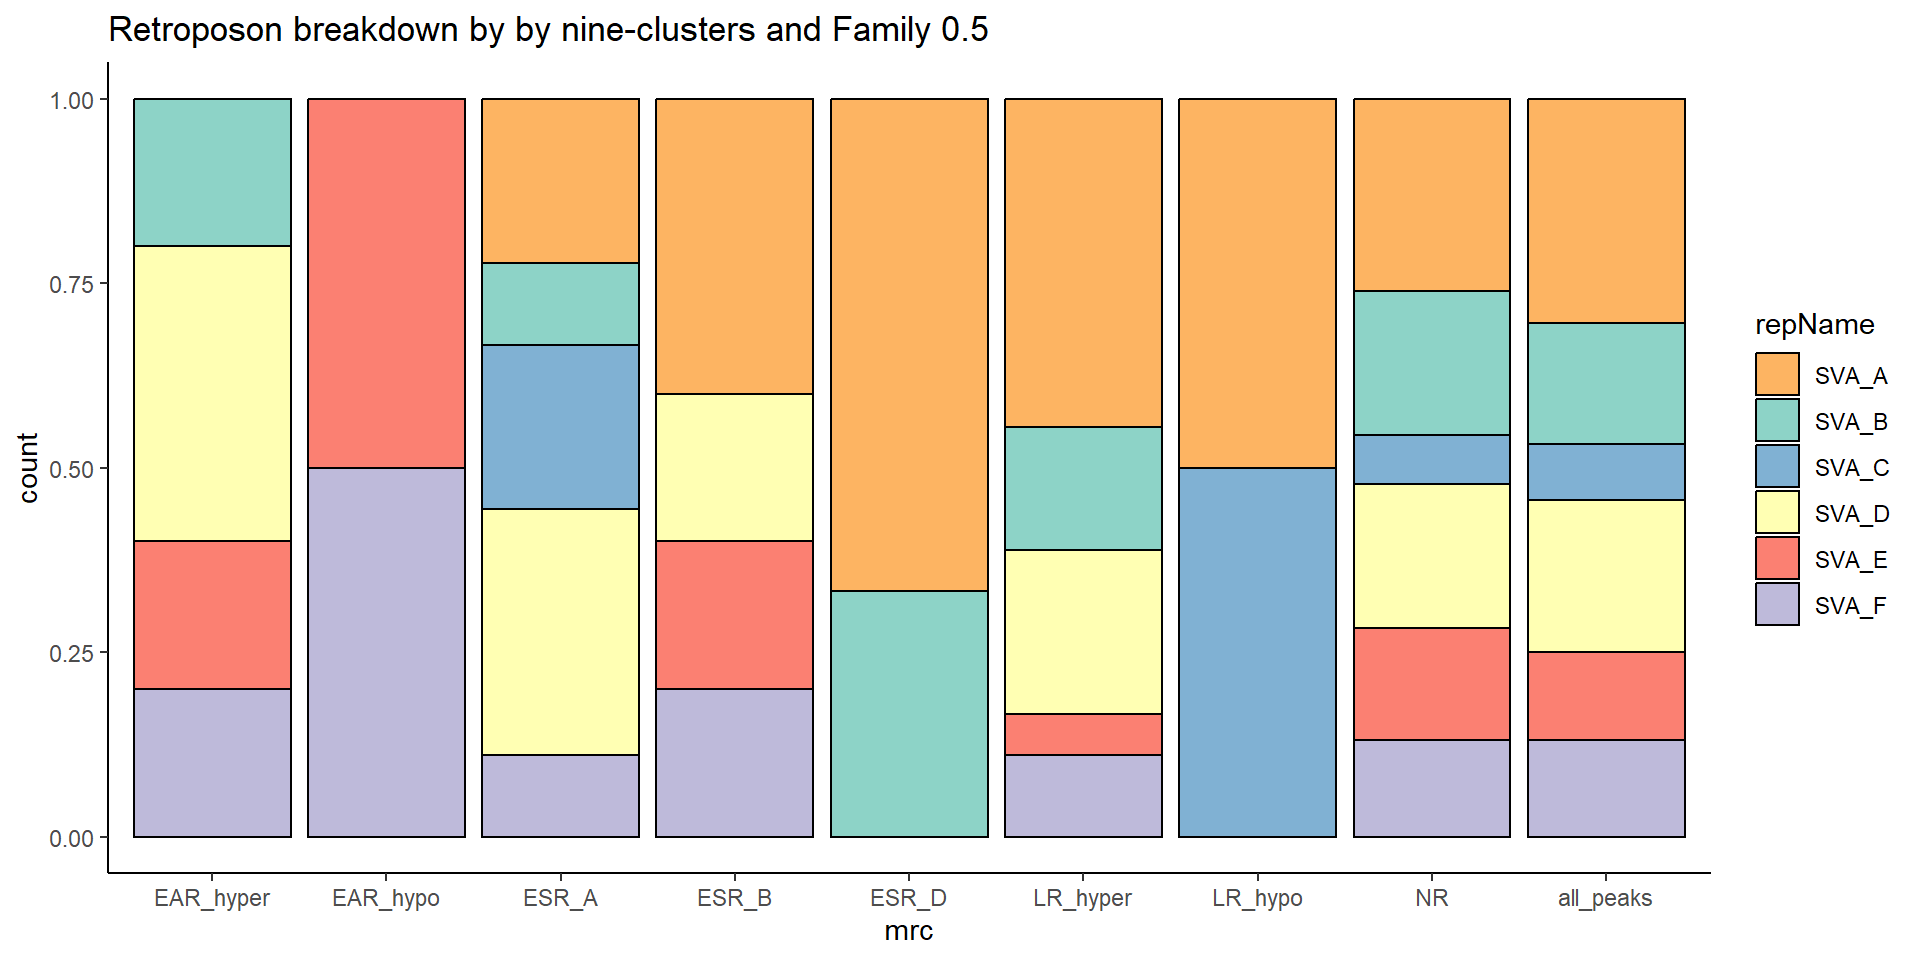 Retroposon breakdown by by nine-clusters and Family 0.5
1.00
0.75
0.50
0.25
0.00
count
EAR_hyper
EAR_hypo
ESR_A
ESR_B
ESR_D
LR_hyper
LR_hypo
NR
all_peaks
mrc
repName
SVA_A
SVA_B
SVA_C
SVA_D
SVA_E
SVA_F